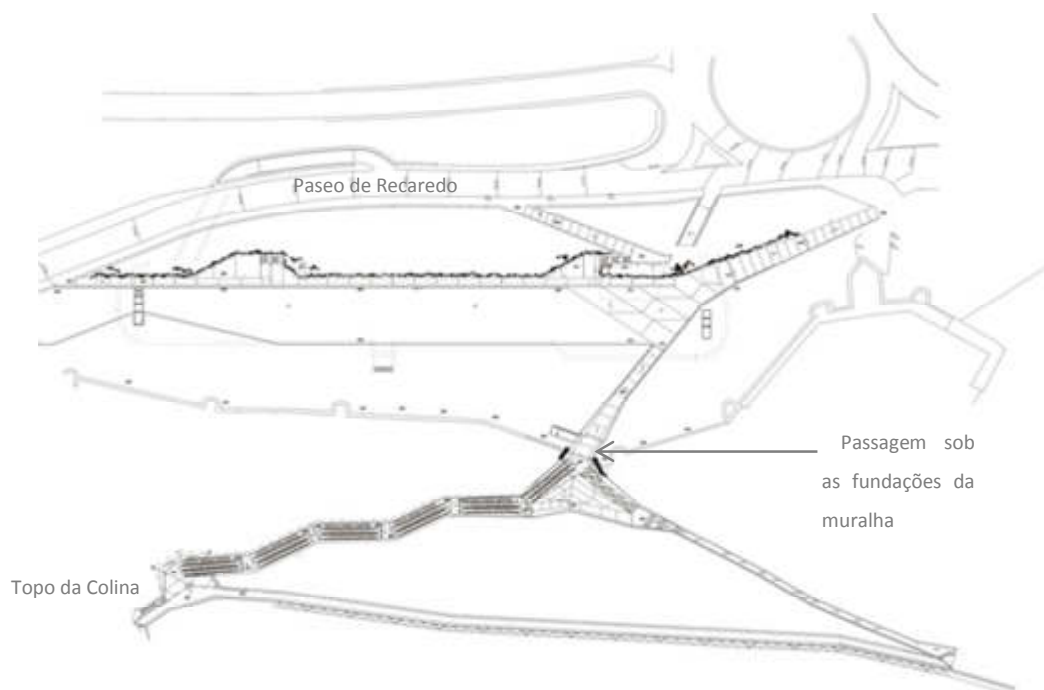 Paseo de Recaredo
Passagem sob
as fundações da
muralha
Topo da Colina